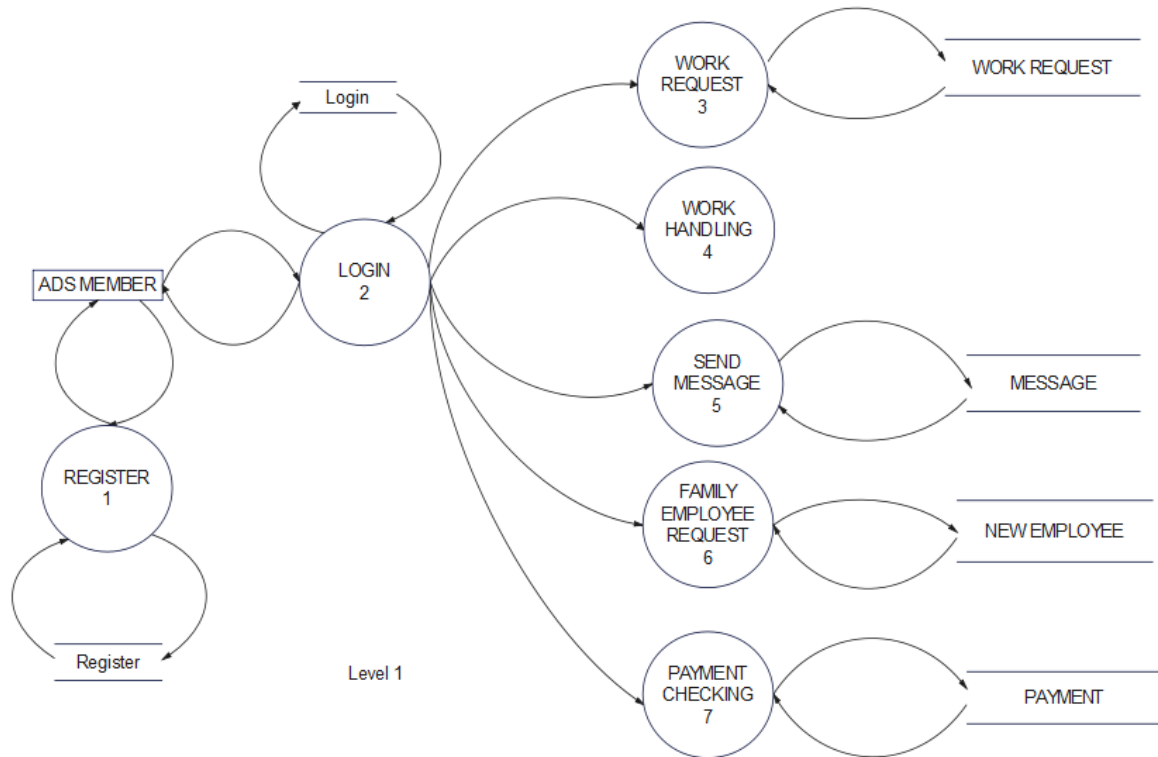 WORK
REQUEST
3
WORK REQUEST
Login
WORK
HANDLING
4
LOGIN
2
ADS MEMBER
SEND
MESSAGE
5
MESSAGE
REGISTER
1
FAMILY
EMPLOYEE
REQUEST
6
NEW EMPLOYEE
Register
Level 1
PAYMENT
CHECKING
7
PAYMENT